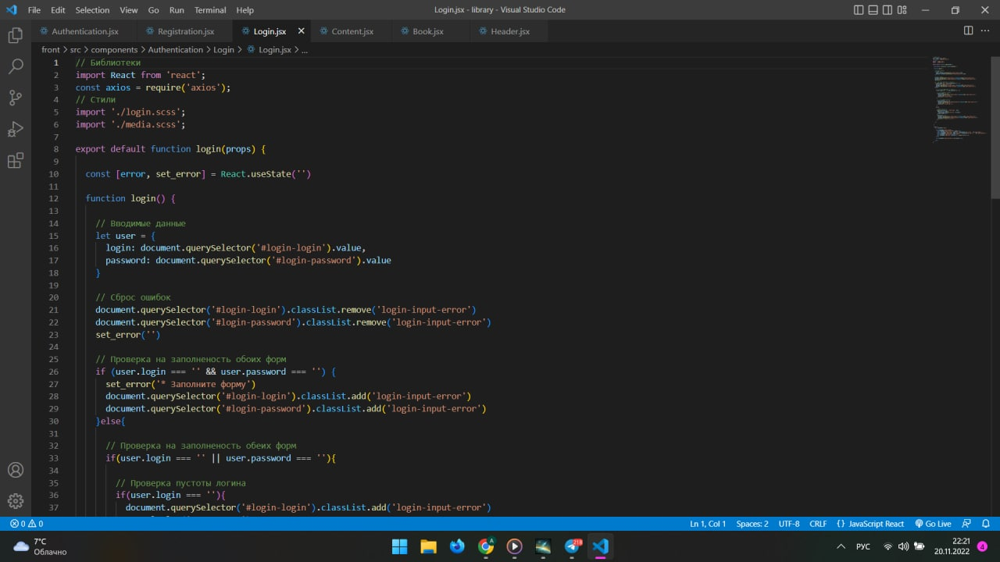 File Edit Selection View Go Run Terminal Help Login.jsx - library - Visual Studio Code
Authentication.jsx Registration.jsx Login.jsx Content.jsx Book.jsx Header.jsx
front > src > components > Authentication > Login > Login.jsx > ...
1 // Библиотеки
2 import React from 'react';
3 const axios = require('axios');
4 // Стили
5 import './login.scss';
6 import './media.scss';
7
8 export default function login(props) {
9
10 const [error, set_error] = React.useState('')
11
12 function login() {
13
14 // Вводимые данные
15 let user = {
16 login: document.querySelector('#login-login').value,
17 password: document.querySelector('#login-password').value
18 }
19
20 // Сброс ошибок
21 document.querySelector('#login-login').classList.remove('login-input-error')
22 document.querySelector('#login-password').classList.remove('login-input-error')
23 set_error('')
24
25 // Проверка на заполненость обоих форм
26 if (user.login === '' && user.password === '') {
27 set_error('* Заполните форму')
28 document.querySelector('#login-login').classList.add('login-input-error')
29 document.querySelector('#login-password').classList.add('login-input-error')
30 }else{
31
32 // Проверка на заполненость обеих форм
33 if(user.login === '' || user.password === ''){
34
35 // Проверка пустоты логина
36 if(user.login === ''){
37 document.querySelector('#login-login').classList.add('login-input-error')
0 0 Ln 1, Col 1 Spaces: 2 UTF-8 CRLF {} JavaScript React Go Live
7°C
Облачно
A
218
РУС
22:21
20.11.2022
4